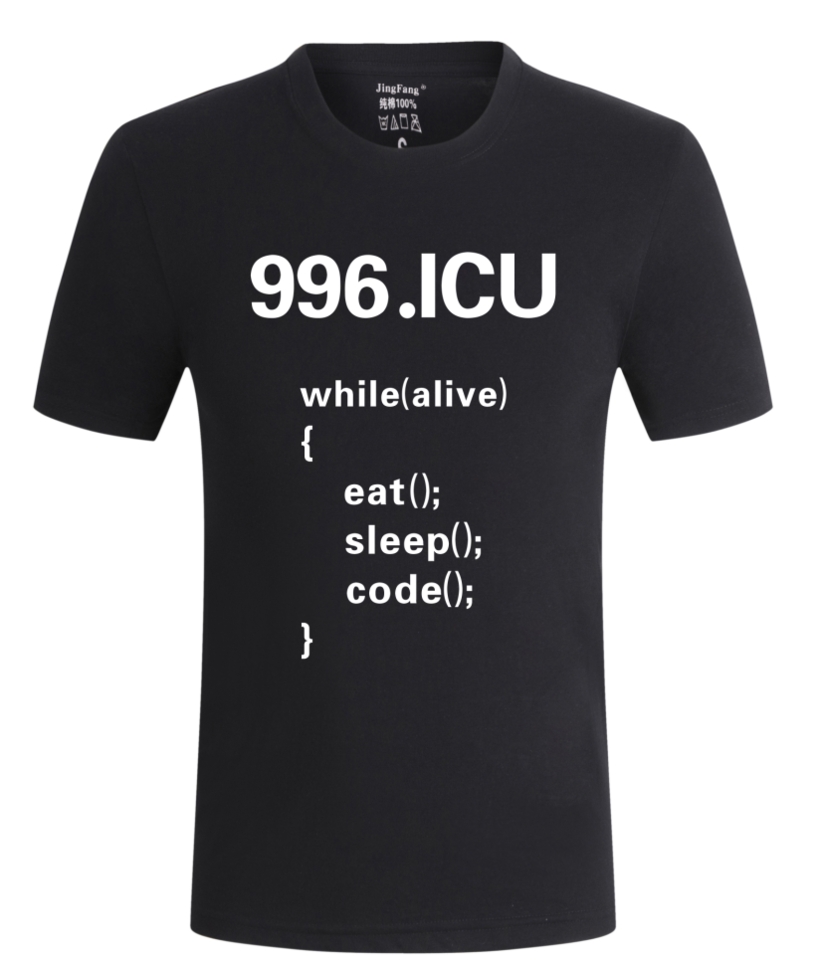 JingFang®
纯棉100%
996.ICU
while(alive)
{
eat();
sleep();
code();
}